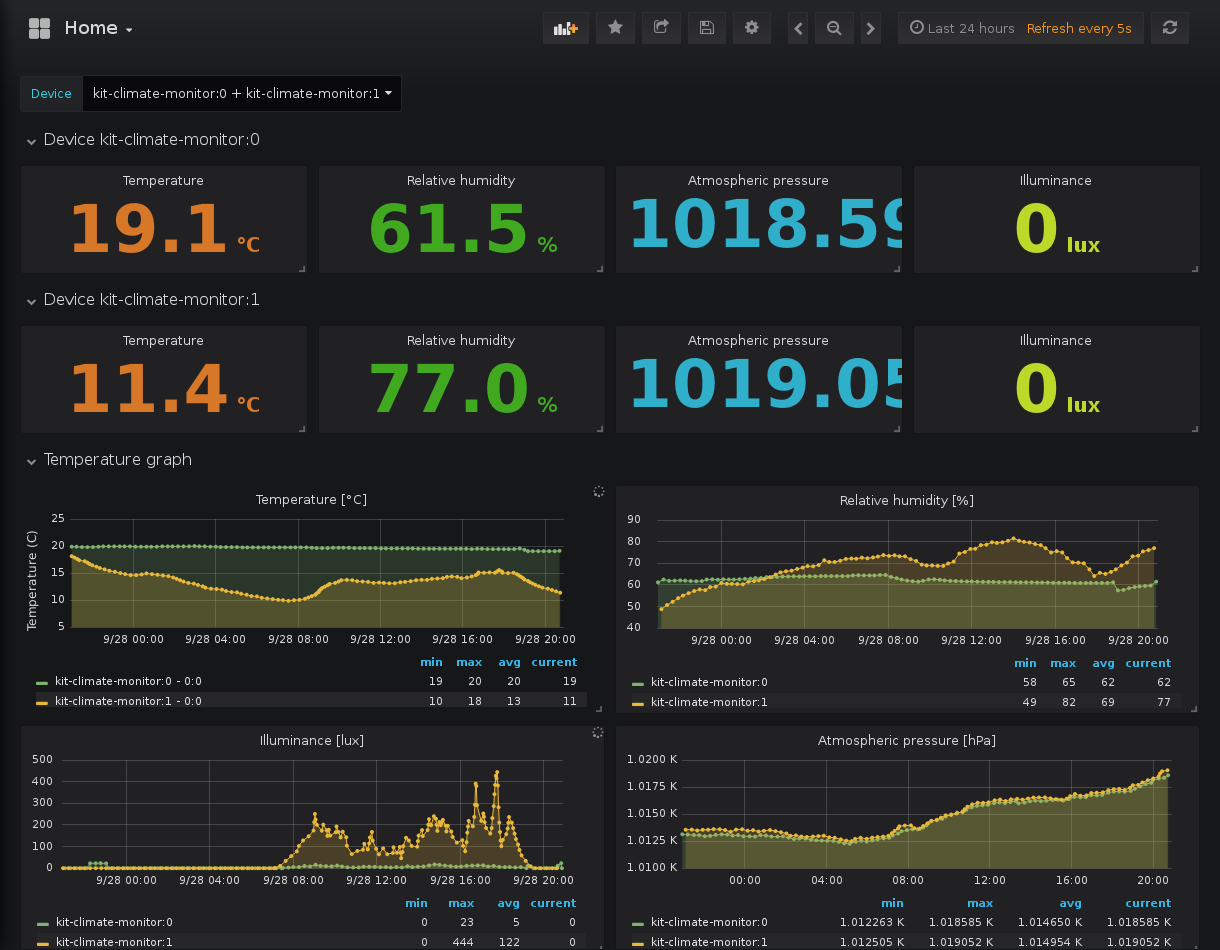 Home
Last 24 hours Refresh every 5s
Device kit-climate-monitor:0 + kit-climate-monitor:1
Device kit-climate-monitor:0
Temperature Relative humidity Atmospheric pressure Illuminance
19.1 °C 61.5 % 1018.59 0 lux
Device kit-climate-monitor:1
Temperature Relative humidity Atmospheric pressure Illuminance
11.4 °C 77.0 % 1019.05 0 lux
Temperature graph
Temperature [°C]
Temperature (C)
25
20
15
10
5
9/28 00:00 9/28 04:00 9/28 08:00 9/28 12:00 9/28 16:00 9/28 20:00
min max avg current
kit-climate-monitor:0 - 0:0 19 20 20 19
kit-climate-monitor:1 - 0:0 10 18 13 11
Relative humidity [%]
90
80
70
60
50
40
9/28 00:00 9/28 04:00 9/28 08:00 9/28 12:00 9/28 16:00 9/28 20:00
min max avg current
kit-climate-monitor:0 58 65 62 62
kit-climate-monitor:1 49 82 69 77
Illuminance [lux]
500
400
300
200
100
0
9/28 00:00 9/28 04:00 9/28 08:00 9/28 12:00 9/28 16:00 9/28 20:00
min max avg current
kit-climate-monitor:0 0 23 5 0
kit-climate-monitor:1 0 444 122 0
Atmospheric pressure [hPa]
1.0200 K
1.0175 K
1.0150 K
1.0125 K
1.0100 K
00:00 04:00 08:00 12:00 16:00 20:00
min max avg current
kit-climate-monitor:0 1.012263 K 1.018585 K 1.014650 K 1.018585 K
kit-climate-monitor:1 1.012505 K 1.019052 K 1.014954 K 1.019052 K